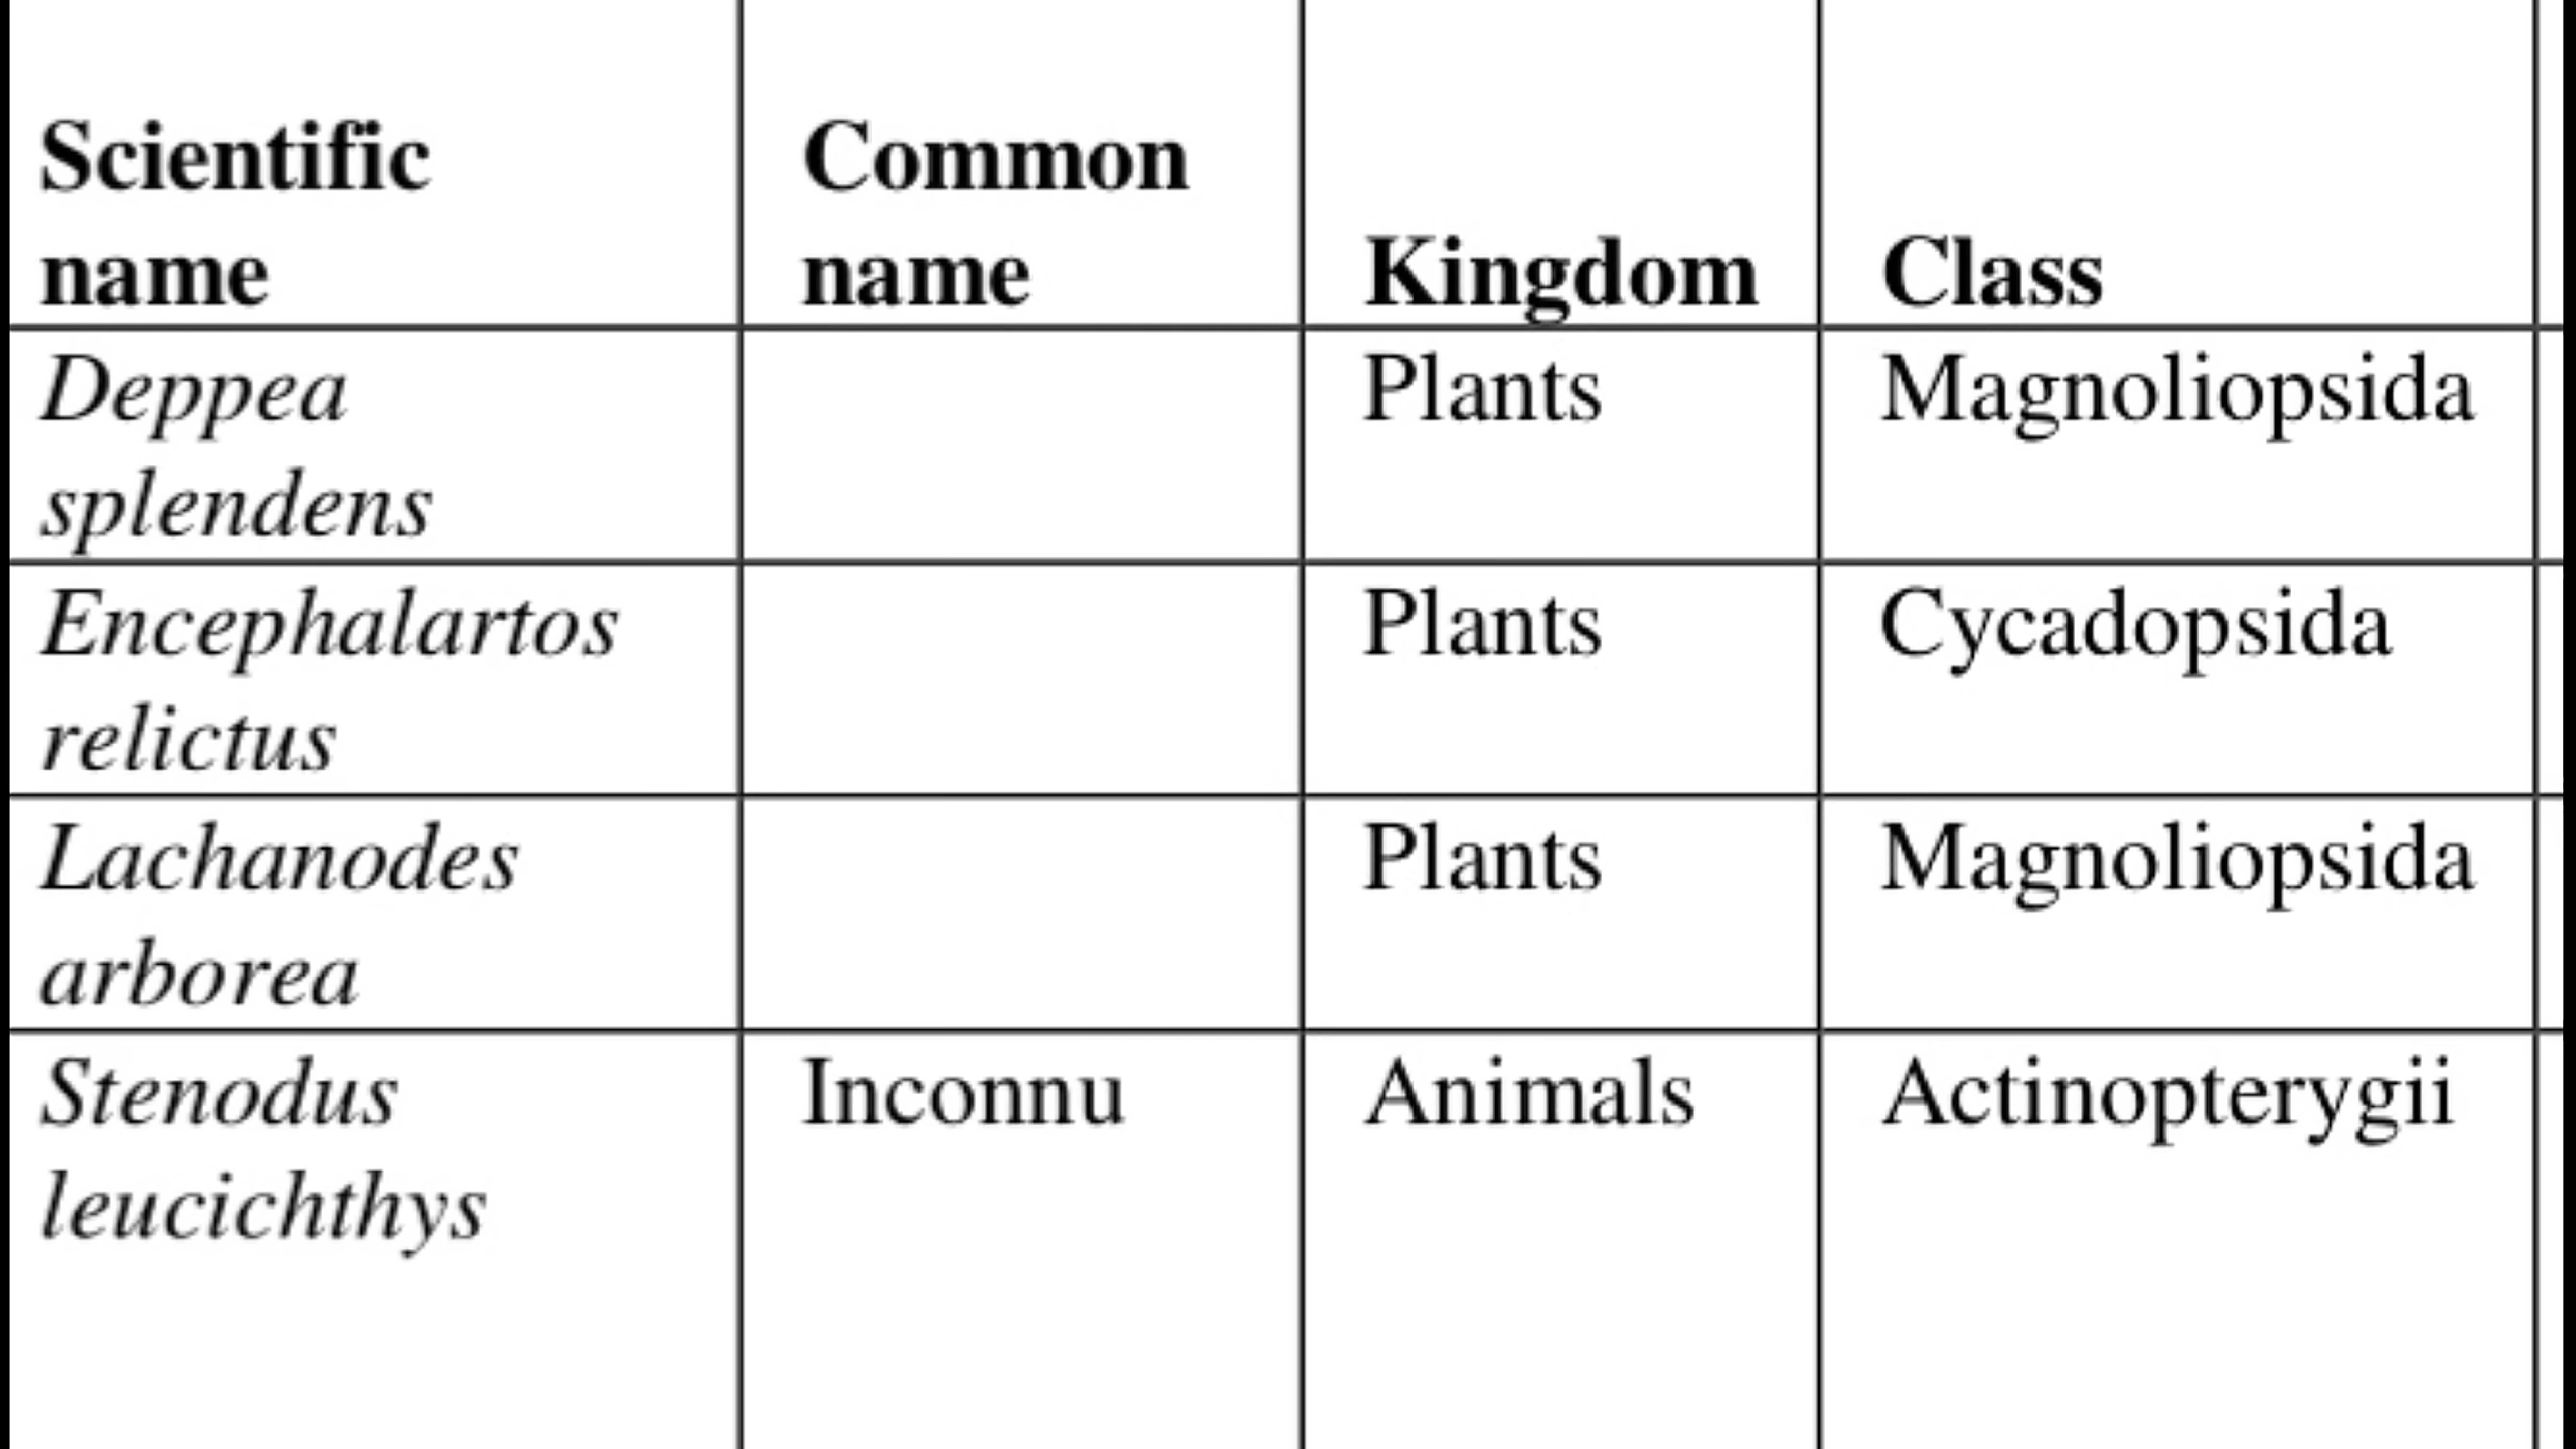 Scientific name
Common name
Kingdom
Class
Deppea splendens
Plants
Magnoliopsida
Encephalartos relictus
Plants
Cycadopsida
Lachanodes arborea
Plants
Magnoliopsida
Stenodus leucichthys
Inconnu
Animals
Actinopterygii